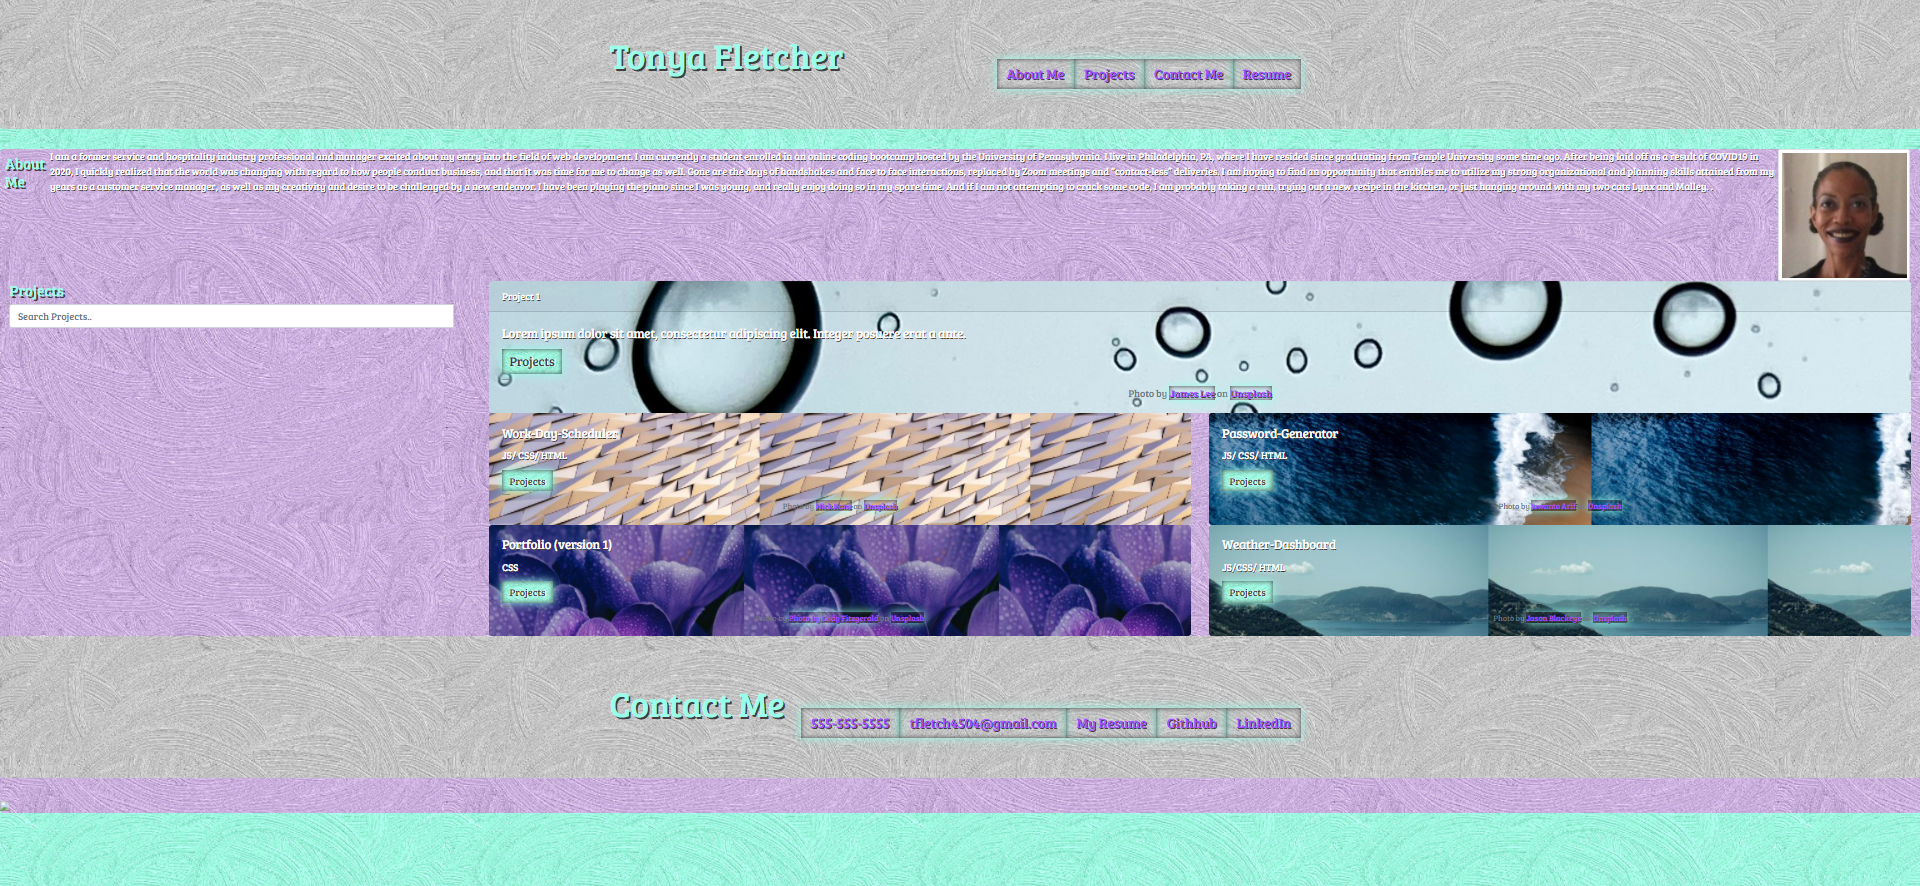 Tonya Fletcher
About Me
Projects
Contact Me
Resume
About Me
I am a former service and hospitality industry professional and manager excited about my entry into the field of web development. I am currently a student enrolled in an online coding bootcamp hosted by the University of Pennsylvania. I live in Philadelphia, PA, where I have resided since graduating from Temple University some time ago. After being laid off as a result of COVID19 in
2020, I quickly realized that the world was changing with regard to how people conduct business, and that it was time for me to change as well. Gone are the days of handshakes and face to face interactions, replaced by Zoom meetings and "contact-less" deliveries. I am hoping to find an opportunity that enables me to utilize my strong organizational and planning skills attained from my
years as a customer service manager, as well as my creativity and desire to be challenged by a new endeavor. I have been playing the piano since I was young, and really enjoy doing so in my spare time. And if I am not attempting to crack some code, I am probably taking a run, trying out a new recipe in the kitchen, or just hanging around with my two cats Lynx and Malley. .
Projects
Search Projects..
Project 1
Lorem ipsum dolor sit amet, consectetur adipiscing elit. Integer posuere erat a ante.
Projects
Photo by James Lee on Unsplash
Work-Day-Scheduler
JS/ CSS//HTML
Projects
Photo by on Unsplash
Password-Generator
JS/ CSS/ HTML
Projects
Photo by Unsplash
Portfolio (version 1)
CSS
Projects
Photo by Cody Fitzgerald on Unsplash
Weather-Dashboard
JS/CSS/ HTML
Projects
Photo by Jason Blackeye Unsplash
Contact Me
555-555-5555
tfletch4504@gmail.com
My Resume
Githhub
LinkedIn